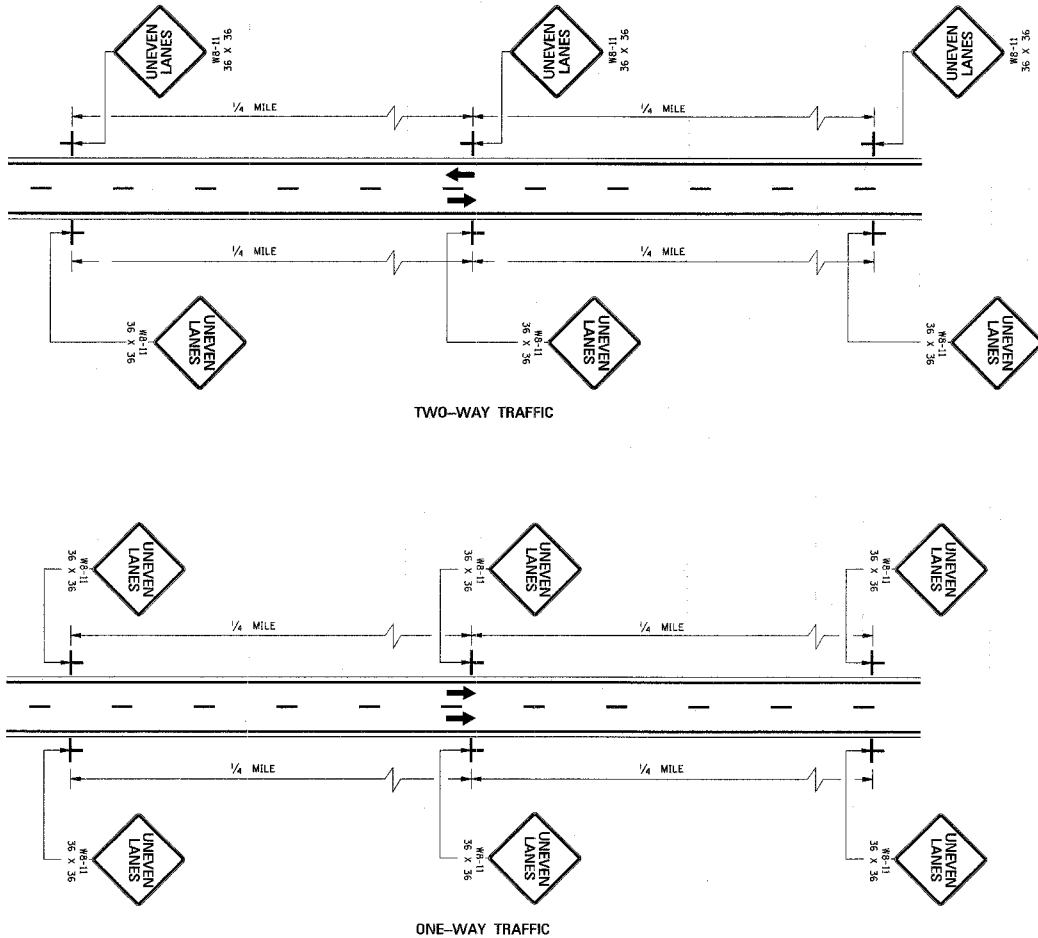 UNEVEN
LANES
W8-11
36 X 36
UNEVEN
LANES
W8-11
36 X 36
UNEVEN
LANES
W8-11
36 X 36
1/4 MILE
1/4 MILE
1/4 MILE
1/4 MILE
UNEVEN
LANES
W8-11
36 X 36
UNEVEN
LANES
W8-11
36 X 36
UNEVEN
LANES
W8-11
36 X 36
TWO-WAY TRAFFIC
UNEVEN
LANES
W8-11
36 X 36
UNEVEN
LANES
W8-11
36 X 36
UNEVEN
LANES
W8-11
36 X 36
1/4 MILE
1/4 MILE
1/4 MILE
1/4 MILE
UNEVEN
LANES
W8-11
36 X 36
UNEVEN
LANES
W8-11
36 X 36
UNEVEN
LANES
W8-11
36 X 36
ONE-WAY TRAFFIC